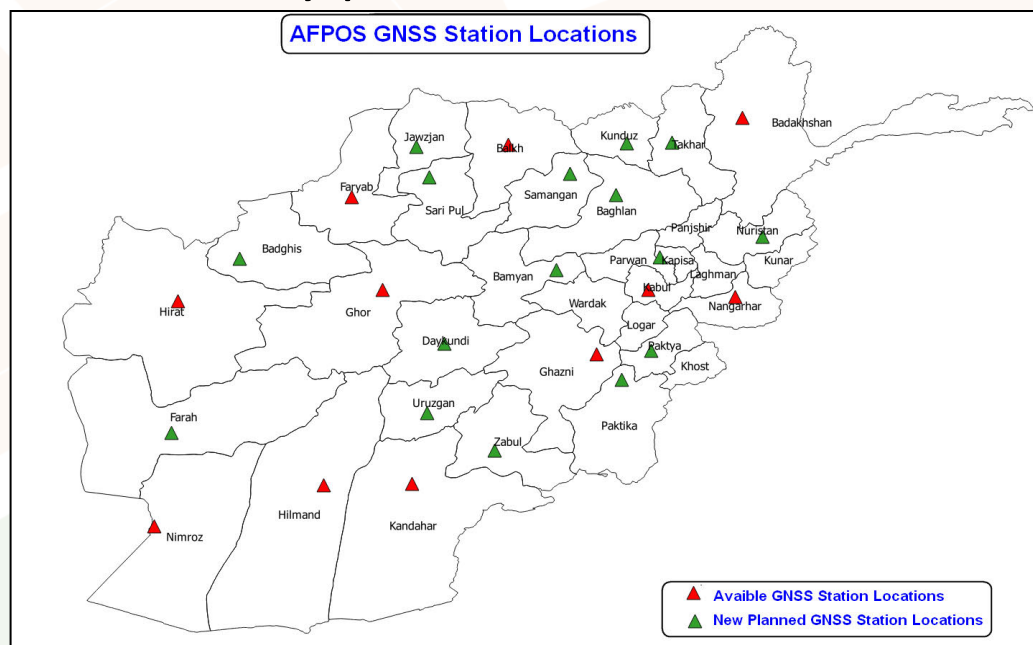 AFPOS GNSS Station Locations
Badakhshan
Jawzjan
Balkh
Kunduz
Takhar
Faryab
Sari Pul
Samangan
Baghlan
Panjshir
Nuristan
Badghis
Bamyan
Parwan
Kapisa
Kunar
Laghman
Hirat
Ghor
Wardak
Kabul
Nangarhar
Logar
Daykundi
Ghazni
Paktya
Khost
Farah
Uruzgan
Paktika
Zabul
Hilmand
Kandahar
Nimroz
Avaible GNSS Station Locations
New Planned GNSS Station Locations